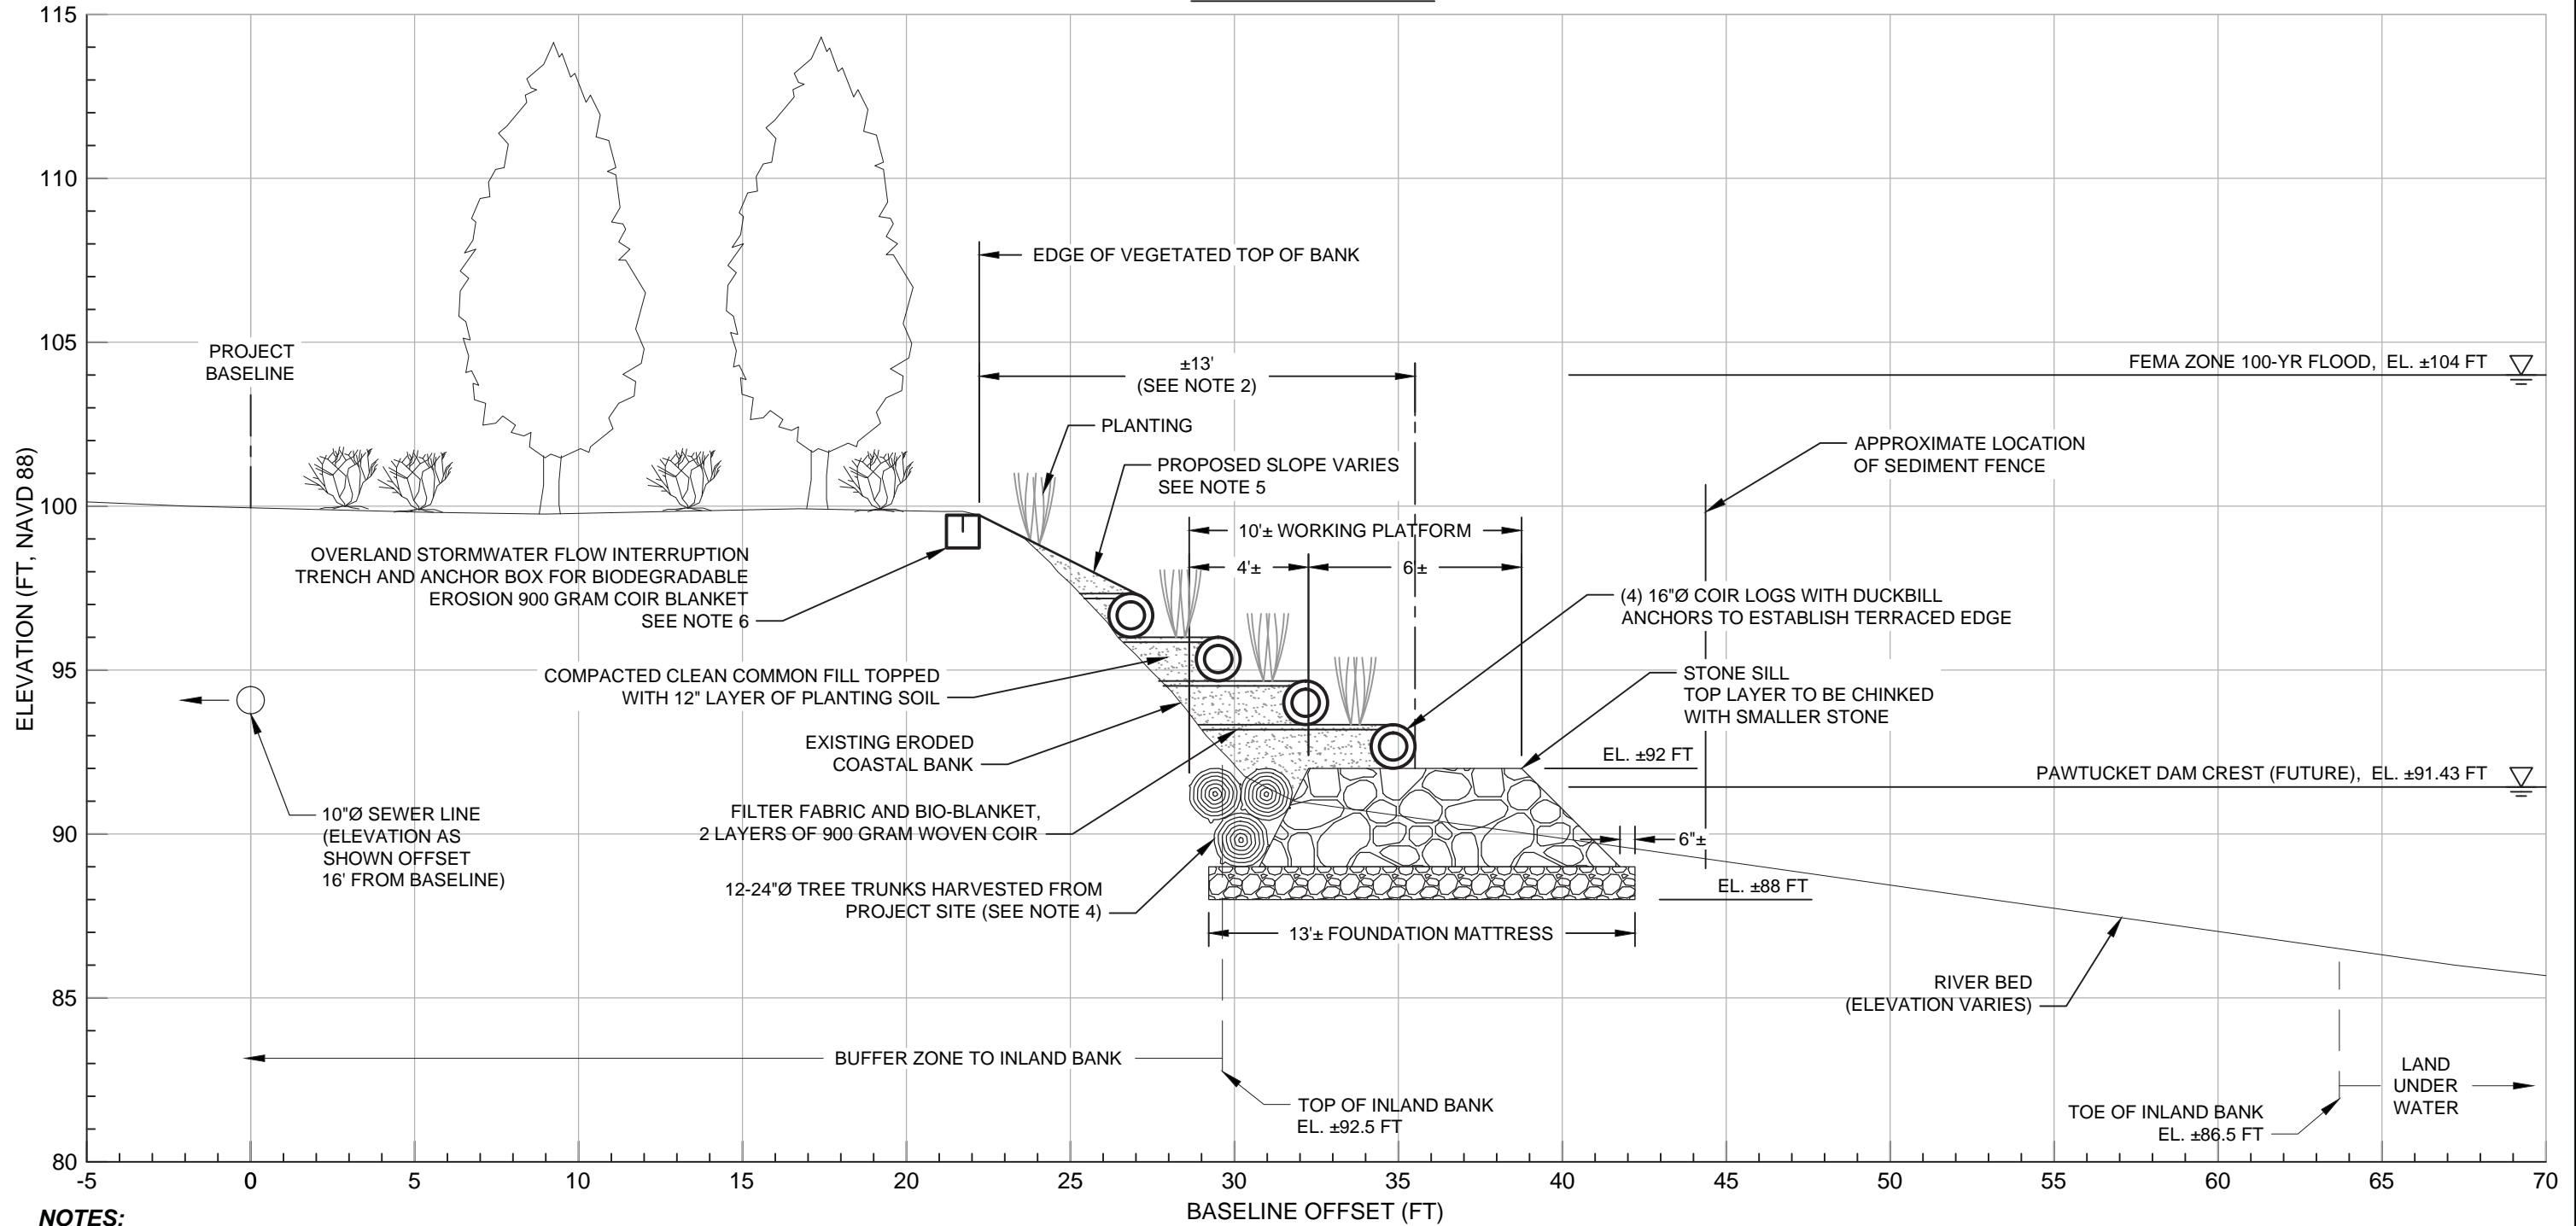 115
110
105
100
95
90
85
80
ELEVATION (FT, NAVD 88)
EDGE OF VEGETATED TOP OF BANK
PROJECT
BASELINE
±13'
(SEE NOTE 2)
FEMA ZONE 100-YR FLOOD, EL. ±104 FT
PLANTING
PROPOSED SLOPE VARIES
SEE NOTE 5
APPROXIMATE LOCATION
OF SEDIMENT FENCE
10'± WORKING PLATFORM
4'±
6'±
OVERLAND STORMWATER FLOW INTERRUPTION
TRENCH AND ANCHOR BOX FOR BIODEGRADABLE
EROSION 900 GRAM COIR BLANKET
SEE NOTE 6
(4) 16"Ø COIR LOGS WITH DUCKBILL
ANCHORS TO ESTABLISH TERRACED EDGE
COMPACTED CLEAN COMMON FILL TOPPED
WITH 12" LAYER OF PLANTING SOIL
STONE SILL
TOP LAYER TO BE CHINKED
WITH SMALLER STONE
EXISTING ERODED
COASTAL BANK
EL. ±92 FT
PAWTUCKET DAM CREST (FUTURE), EL. ±91.43 FT
10"Ø SEWER LINE
(ELEVATION AS
SHOWN OFFSET
16' FROM BASELINE)
FILTER FABRIC AND BIO-BLANKET,
2 LAYERS OF 900 GRAM WOVEN COIR
6"±
12-24"Ø TREE TRUNKS HARVESTED FROM
PROJECT SITE (SEE NOTE 4)
EL. ±88 FT
13'± FOUNDATION MATTRESS
RIVER BED
(ELEVATION VARIES)
BUFFER ZONE TO INLAND BANK
TOP OF INLAND BANK
EL. ±92.5 FT
TOE OF INLAND BANK
EL. ±86.5 FT
LAND
UNDER
WATER
-5 0 5 10 15 20 25 30 35 40 45 50 55 60 65 70
BASELINE OFFSET (FT)
NOTES: